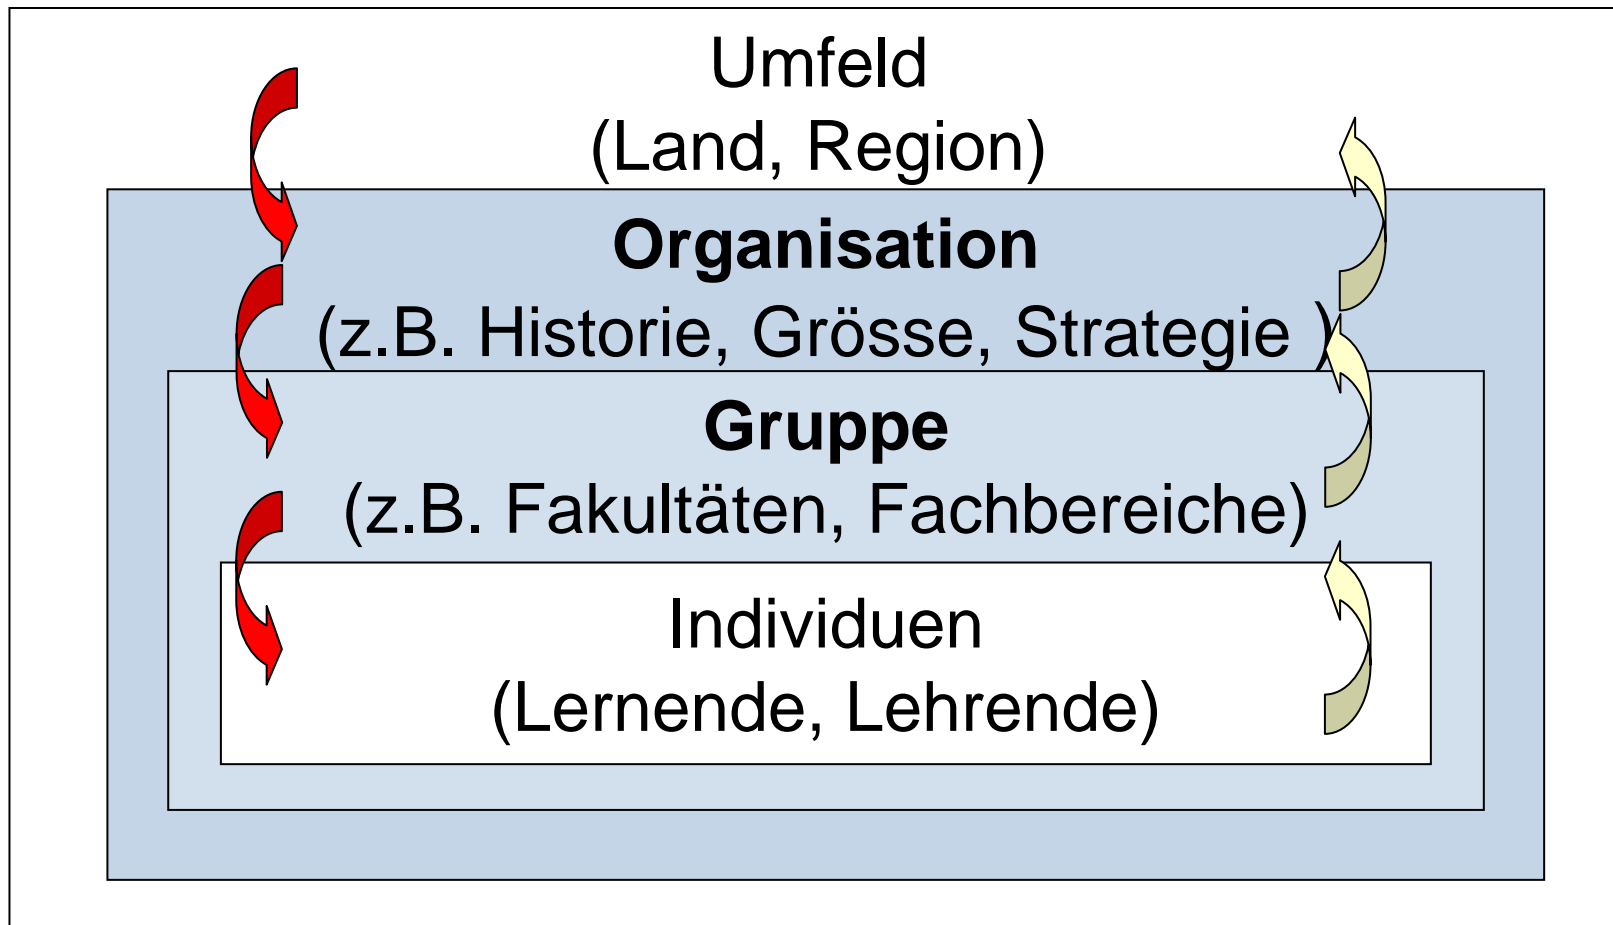 Umfeld
(Land, Region)
Organisation
(z.B. Historie, Grösse, Strategie )
Gruppe
(z.B. Fakultäten, Fachbereiche)
Individuen
(Lernende, Lehrende)